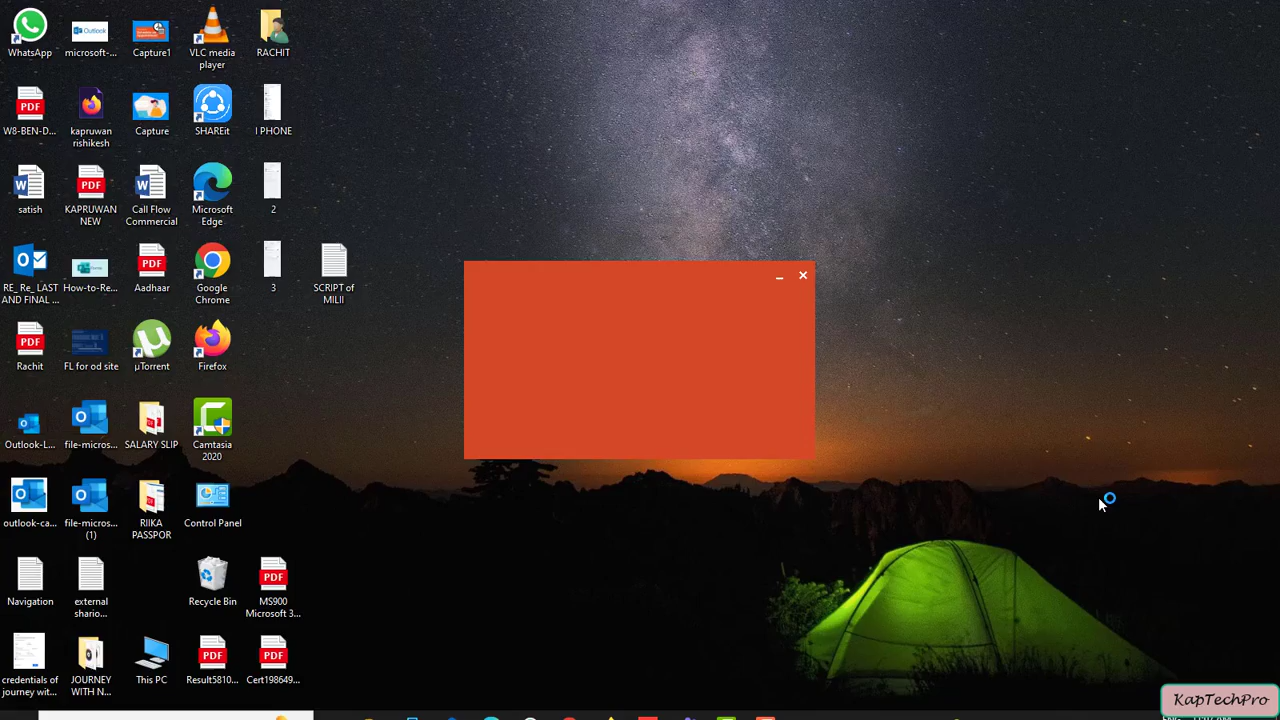 WhatsApp
microsoft-...
Capture1
VLC media
player
RACHIT
W8-BEN-D...
kapruwan
rishikesh
Capture
SHAREit
I PHONE
satish
KAPRUWAN
NEW
Call Flow
Commercial
Microsoft
Edge
2
RE_ Re_ LAST
AND FINAL ...
How-to-Re...
Aadhaar
Google
Chrome
3
SCRIPT of
MILII
Rachit
FL for od site
µTorrent
Firefox
Outlook-L...
file-micros...
SALARY SLIP
Camtasia
2020
outlook-ca...
file-micros...
(1)
RIIKA
PASSPOR
Control Panel
Navigation
external
shario...
Recycle Bin
MS900
Microsoft 3...
credentials of
journey wit...
JOURNEY
WITH N...
This PC
Result5810...
Cert198649...
KapTechPro